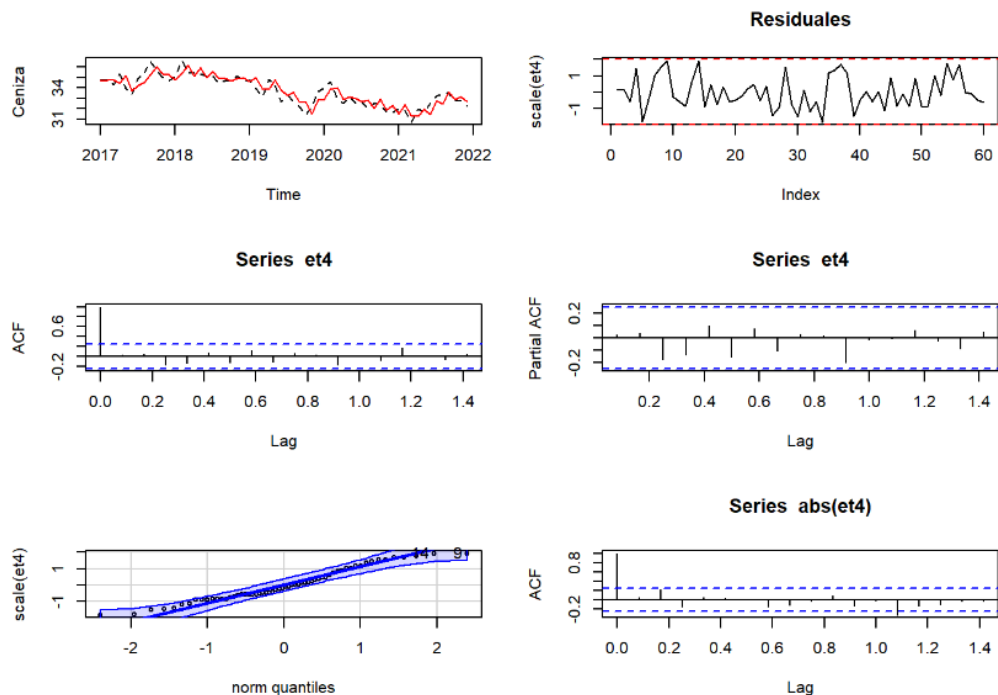 Ceniza
31 34
2017 2018 2019 2020 2021 2022
Time
Residuales
scale(et4)
-1 1
0 10 20 30 40 50 60
Index
Series et4
ACF
-0.2 0.6
0.0 0.2 0.4 0.6 0.8 1.0 1.2 1.4
Lag
Series et4
Partial ACF
-0.2 0.2
0.2 0.4 0.6 0.8 1.0 1.2 1.4
Lag
scale(et4)
-1 1
14 9
-2 -1 0 1 2
norm quantiles
Series abs(et4)
ACF
-0.2 0.8
0.0 0.2 0.4 0.6 0.8 1.0 1.2 1.4
Lag